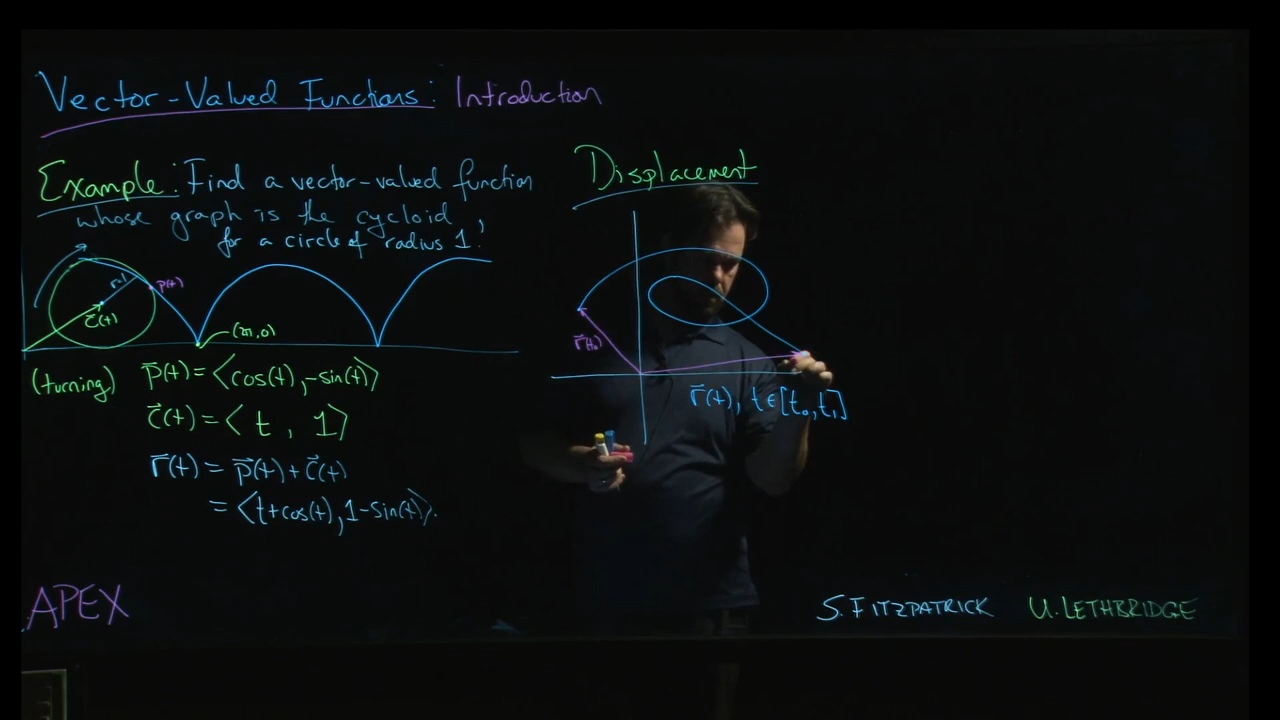 Vector-Valued Functions: Introduction
Example: Find a vector-valued function
whose graph is the cycloid
for a circle of radius 1.
r=1
p(t)
c⃗(t)
(2π,0)
(turning) p⃗(t) = ⟨cos(t), -sin(t)⟩
c⃗(t) = ⟨t, 1⟩
r⃗(t) = p⃗(t) + c⃗(t)
= ⟨t+cos(t), 1-sin(t)⟩.
Displacement
r⃗(t₀)
r⃗(t), t∈[t₀,t₁]
APEX
S. FITZPATRICK U. LETHBRIDGE